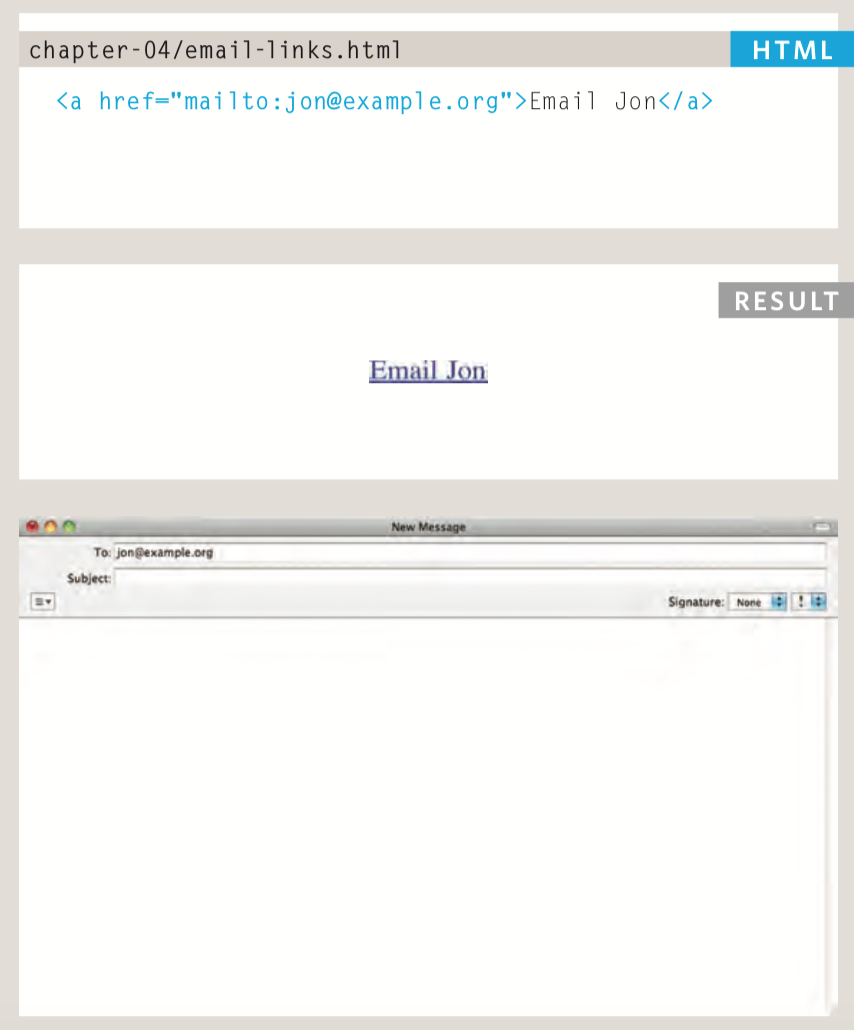 chapter-04/email-links.html HTML
<a href="mailto:jon@example.org">Email Jon</a>
RESULT
Email Jon
New Message
To: jon@example.org
Subject:
Signature: None !